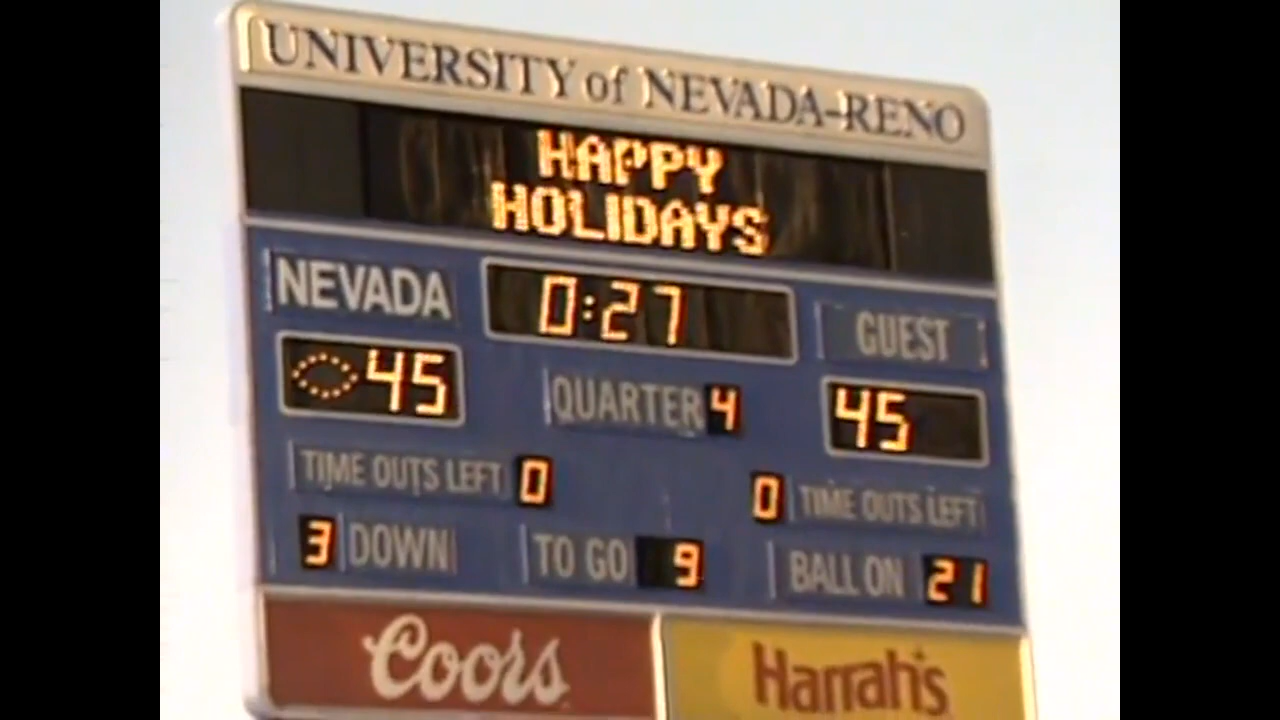 UNIVERSITY of NEVADA-RENO
HAPPY
HOLIDAYS
NEVADA 0:27 GUEST
45 QUARTER 4 45
TIME OUTS LEFT 0 0 TIME OUTS LEFT
3 DOWN TO GO 9 BALL ON 21
Coors Harrah's